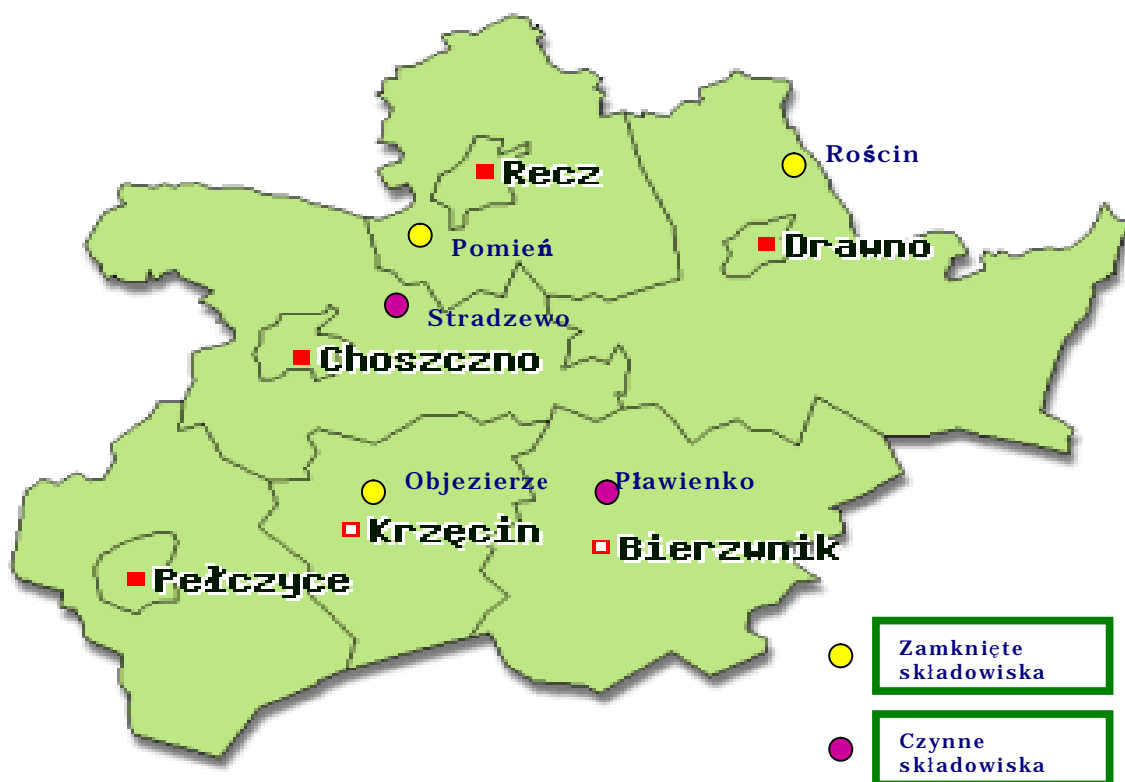 Rościn
Recz
Drawno
Pomień
Stradzewo
Choszczno
Objezierze
Pławienko
Krzęcin
Bierzwnik
Pełczyce
Zamknięte
składowiska
Czynne
składowiska